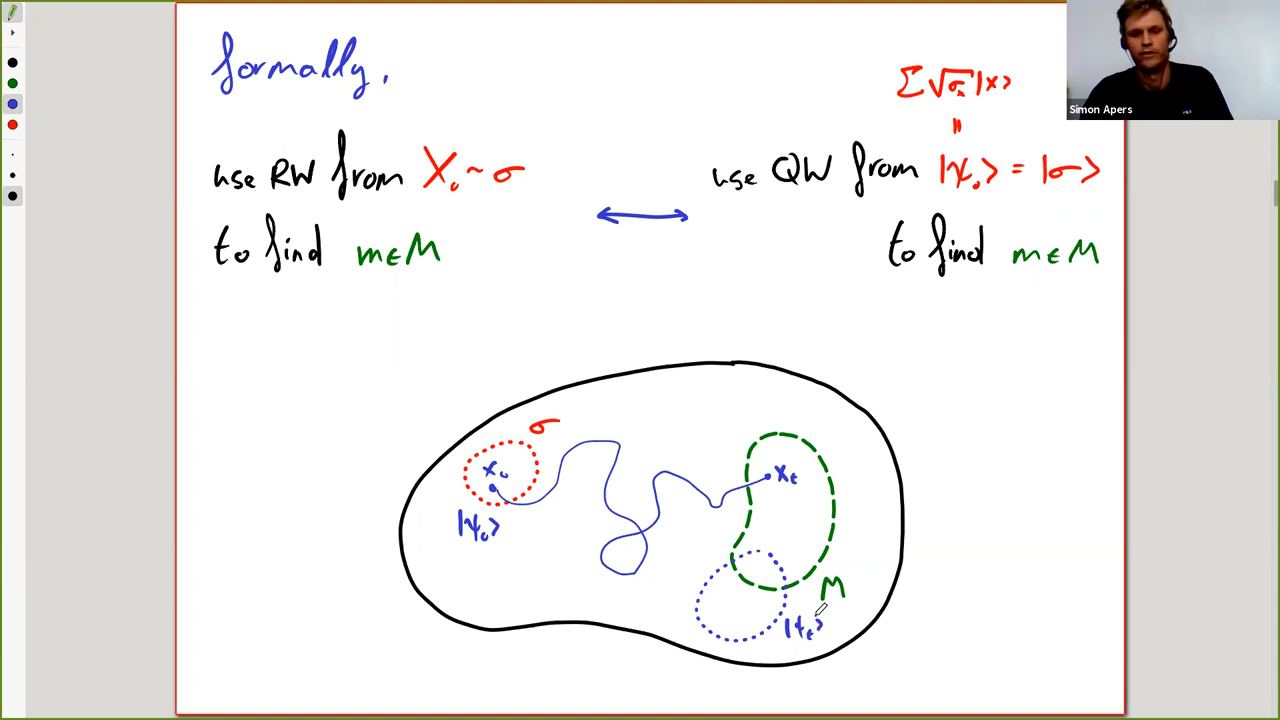 formally,
Σ √σₓ |x>
Simon Apers
"
use RW from X₀ ~ σ
use QW from |ψ₀> = |σ>
to find m∈M
to find m∈M
σ
X₀
Xₜ
|ψ₀>
M
|ψₜ>